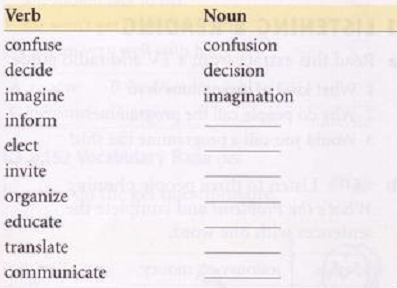 Verb Noun
confuse confusion
decide decision
imagine imagination
inform
elect
invite
organize
educate
translate
communicate